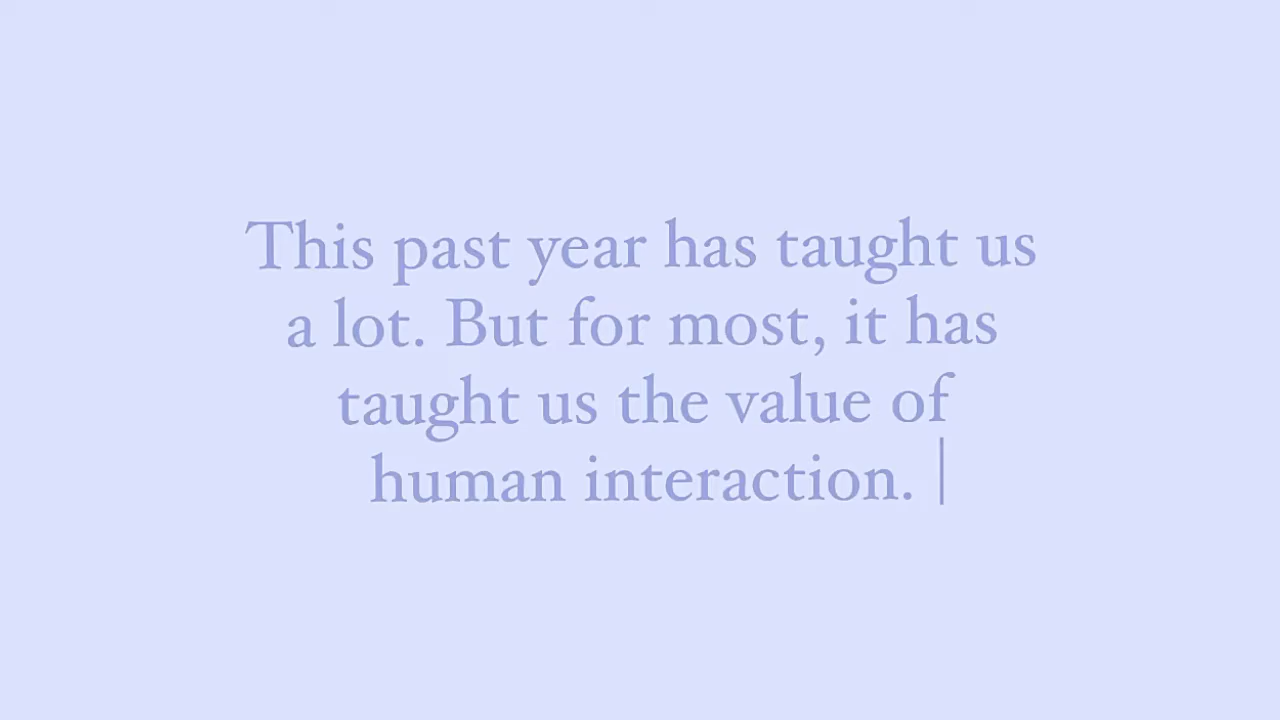 This past year has taught us
a lot. But for most, it has
taught us the value of
human interaction.